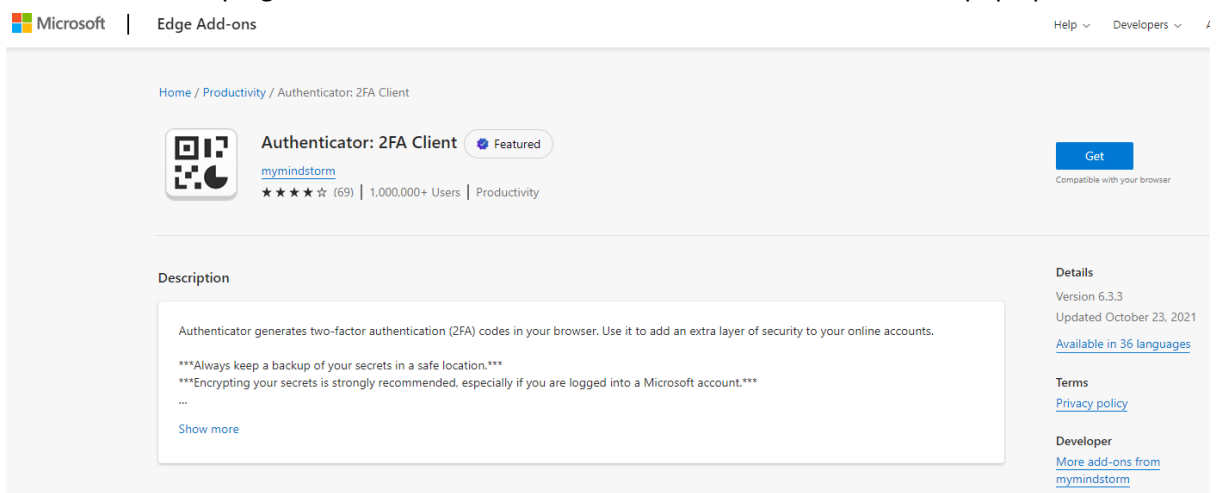 Microsoft
Edge Add-ons
Help
Developers
Home / Productivity / Authenticator: 2FA Client
Authenticator: 2FA Client
Featured
mymindstorm
(69) | 1,000,000+ Users | Productivity
Get
Compatible with your browser
Description
Authenticator generates two-factor authentication (2FA) codes in your browser. Use it to add an extra layer of security to your online accounts.
***Always keep a backup of your secrets in a safe location.***
***Encrypting your secrets is strongly recommended, especially if you are logged into a Microsoft account.***
...
Show more
Details
Version 6.3.3
Updated October 23, 2021
Available in 36 languages
Terms
Privacy policy
Developer
More add-ons from
mymindstorm